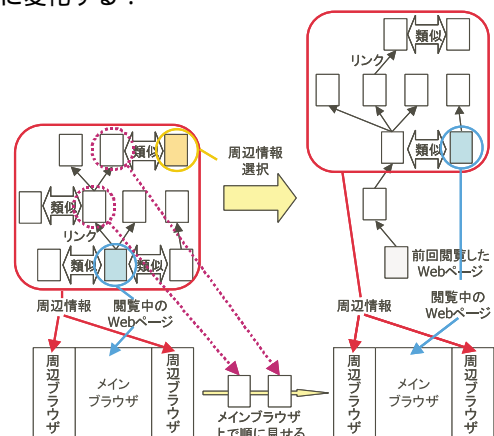 に変化する．
類似
リンク
類似
類似
周辺情報
選択
類似
類似
リンク
類似
類似
前回閲覧した
Webページ
周辺情報
閲覧中の
Webページ
周辺情報
閲覧中の
Webページ
周辺ブラウザ
メイン
ブラウザ
周辺ブラウザ
メインブラウザ
上で順に見せる
周辺ブラウザ
メイン
ブラウザ
周辺ブラウザ